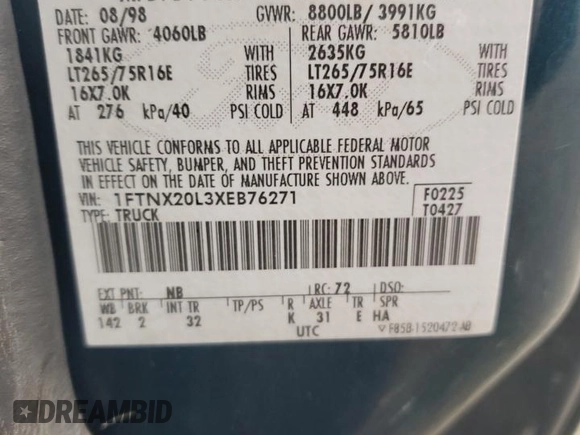 DATE: 08/98 GVWR: 8800LB/ 3991KG
FRONT GAWR: 4060LB REAR GAWR: 5810LB
1841KG WITH 2635KG WITH
LT265/75R16E TIRES LT265/75R16E TIRES
16X7.0K RIMS 16X7.0K RIMS
AT 276 kPa/40 PSI COLD AT 448 kPa/65 PSI COLD
THIS VEHICLE CONFORMS TO ALL APPLICABLE FEDERAL MOTOR
VEHICLE SAFETY, BUMPER, AND THEFT PREVENTION STANDARDS
IN EFFECT ON THE DATE OF MANUFACTURE SHOWN ABOVE.
VIN: 1FTNX20L3XEB76271 F0225
TYPE: TRUCK T0427
EXT PNT: NB RC: 72 DSO:
WB BRK INT TR TP/PS R AXLE TR SPR
142 2 32 K 31 E HA
UTC F85B-1520472-AB
DREAMBID